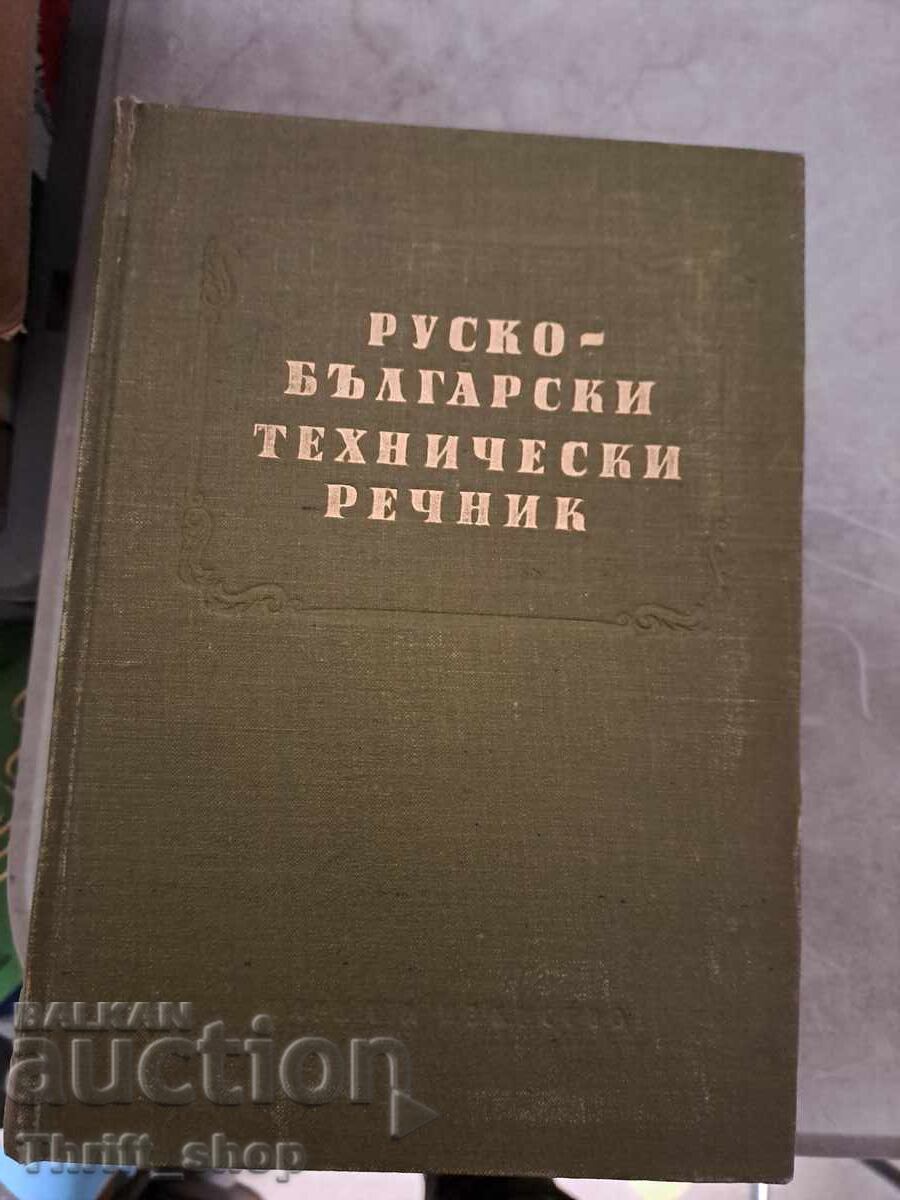 РУСКО-
БЪЛГАРСКИ
ТЕХНИЧЕСКИ
РЕЧНИК
BALKAN
auction
Thrift_shop